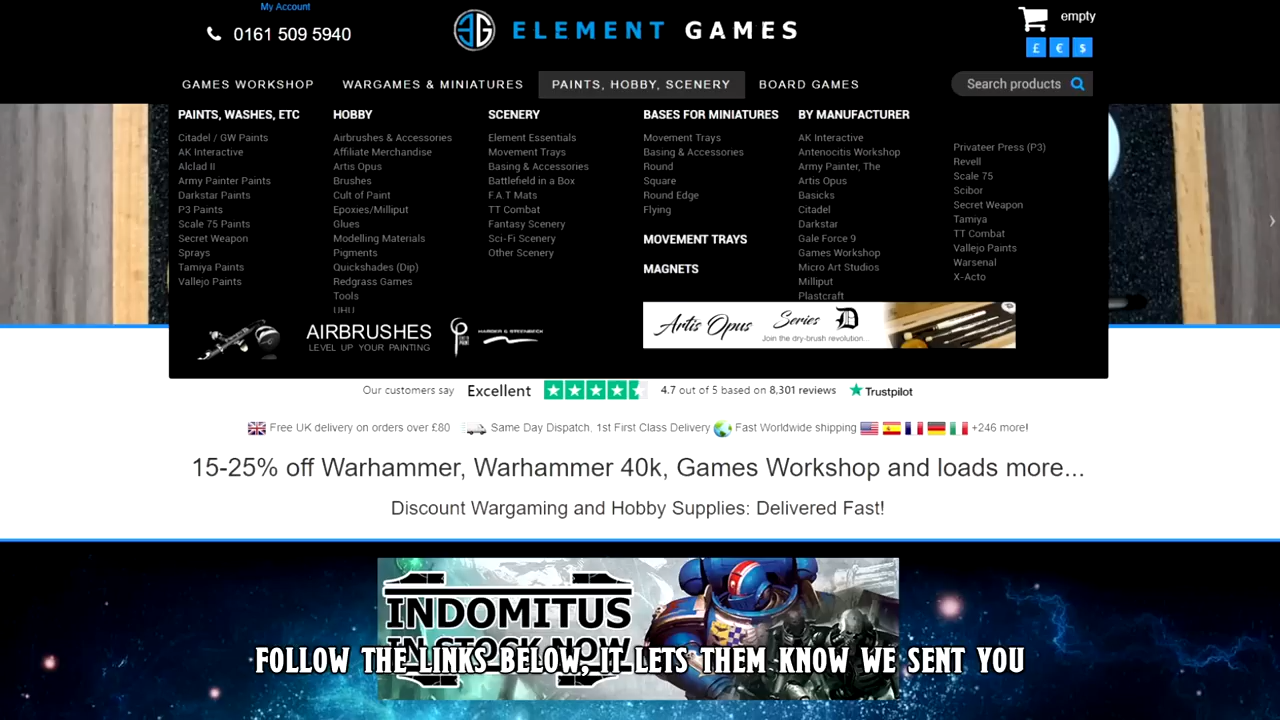 My Account
0161 509 5940
ELEMENT GAMES
empty
£ € $
GAMES WORKSHOP
WARGAMES & MINIATURES
PAINTS, HOBBY, SCENERY
BOARD GAMES
Search products
PAINTS, WASHES, ETC
Citadel / GW Paints
AK Interactive
Alclad II
Army Painter Paints
Darkstar Paints
P3 Paints
Scale 75 Paints
Secret Weapon
Sprays
Tamiya Paints
Vallejo Paints
HOBBY
Airbrushes & Accessories
Affiliate Merchandise
Artis Opus
Brushes
Cult of Paint
Epoxies/Milliput
Glues
Modelling Materials
Pigments
Quickshades (Dip)
Redgrass Games
Tools
UHU
SCENERY
Element Essentials
Movement Trays
Basing & Accessories
Battlefield in a Box
F.A.T Mats
TT Combat
Fantasy Scenery
Sci-Fi Scenery
Other Scenery
BASES FOR MINIATURES
Movement Trays
Basing & Accessories
Round
Square
Round Edge
Flying
MOVEMENT TRAYS
MAGNETS
BY MANUFACTURER
AK Interactive
Antenocitis Workshop
Army Painter, The
Artis Opus
Basicks
Citadel
Darkstar
Gale Force 9
Games Workshop
Micro Art Studios
Milliput
Plastcraft
Privateer Press (P3)
Revell
Scale 75
Scibor
Secret Weapon
Tamiya
TT Combat
Vallejo Paints
Warsenal
X-Acto
AIRBRUSHES
LEVEL UP YOUR PAINTING
HARDER & STEENBECK
Artis Opus Series D
Join the dry-brush revolution...
Our customers say Excellent 4.7 out of 5 based on 8,301 reviews Trustpilot
Free UK delivery on orders over £80 Same Day Dispatch, 1st First Class Delivery Fast Worldwide shipping +246 more!
15-25% off Warhammer, Warhammer 40k, Games Workshop and loads more...
Discount Wargaming and Hobby Supplies: Delivered Fast!
INDOMITUS
IN STOCK NOW
FOLLOW THE LINKS BELOW, IT LETS THEM KNOW WE SENT YOU